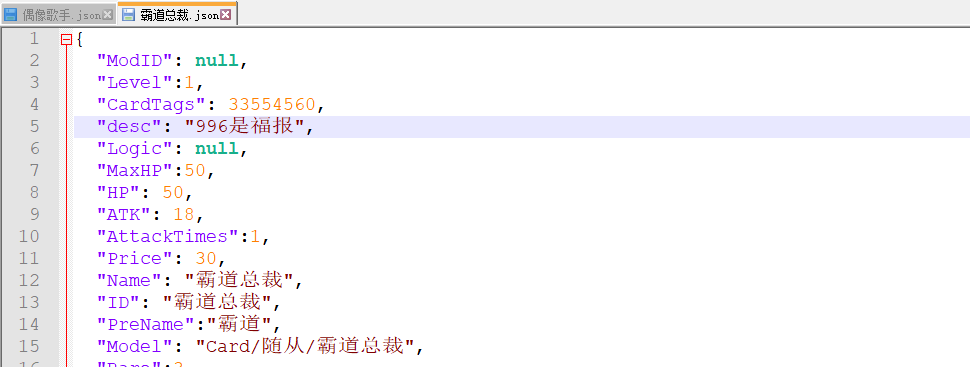 偶像歌手.json 霸道总裁.json
1 {
2 "ModID": null,
3 "Level":1,
4 "CardTags": 33554560,
5 "desc": "996是福报",
6 "Logic": null,
7 "MaxHP":50,
8 "HP": 50,
9 "ATK": 18,
10 "AttackTimes":1,
11 "Price": 30,
12 "Name": "霸道总裁",
13 "ID": "霸道总裁",
14 "PreName":"霸道",
15 "Model": "Card/随从/霸道总裁",